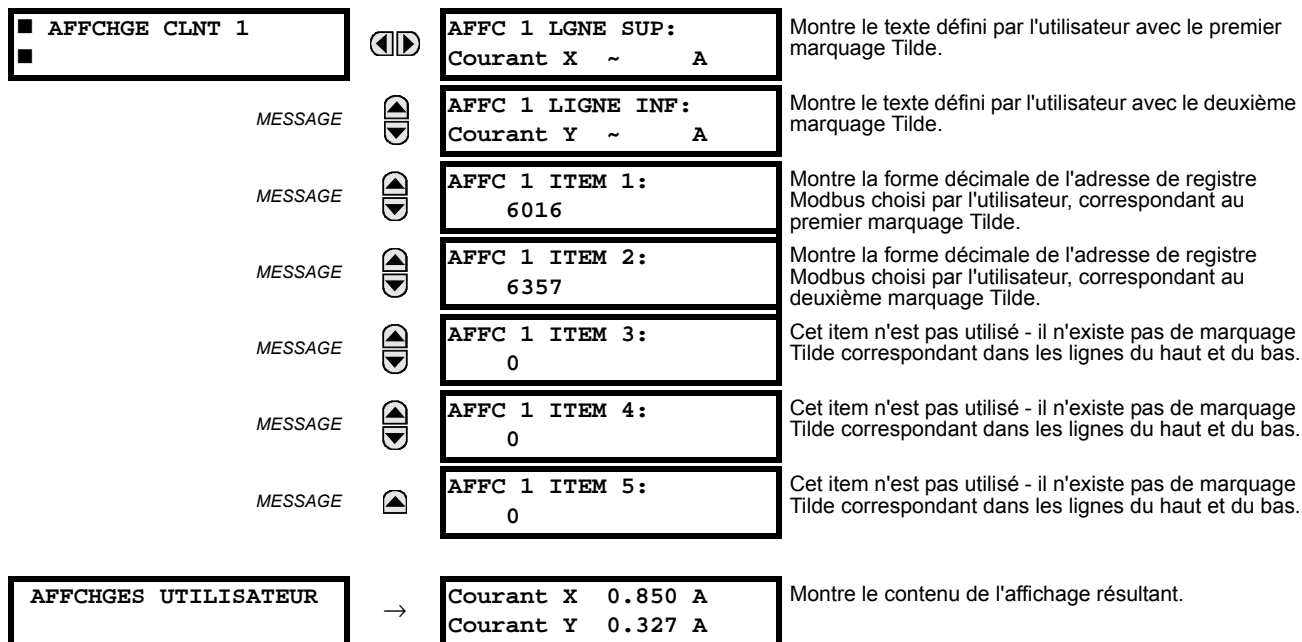 ■ AFFCHGE CLNT 1
■
AFFC 1 LGNE SUP:
Courant X ~ A
Montre le texte défini par l'utilisateur avec le premier
marquage Tilde.
MESSAGE
AFFC 1 LIGNE INF:
Courant Y ~ A
Montre le texte défini par l'utilisateur avec le deuxième
marquage Tilde.
MESSAGE
AFFC 1 ITEM 1:
6016
Montre la forme décimale de l'adresse de registre
Modbus choisi par l'utilisateur, correspondant au
premier marquage Tilde.
MESSAGE
AFFC 1 ITEM 2:
6357
Montre la forme décimale de l'adresse de registre
Modbus choisi par l'utilisateur, correspondant au
deuxième marquage Tilde.
MESSAGE
AFFC 1 ITEM 3:
0
Cet item n'est pas utilisé - il n'existe pas de marquage
Tilde correspondant dans les lignes du haut et du bas.
MESSAGE
AFFC 1 ITEM 4:
0
Cet item n'est pas utilisé - il n'existe pas de marquage
Tilde correspondant dans les lignes du haut et du bas.
MESSAGE
AFFC 1 ITEM 5:
0
Cet item n'est pas utilisé - il n'existe pas de marquage
Tilde correspondant dans les lignes du haut et du bas.
AFFCHGES UTILISATEUR
→
Courant X 0.850 A
Courant Y 0.327 A
Montre le contenu de l'affichage résultant.